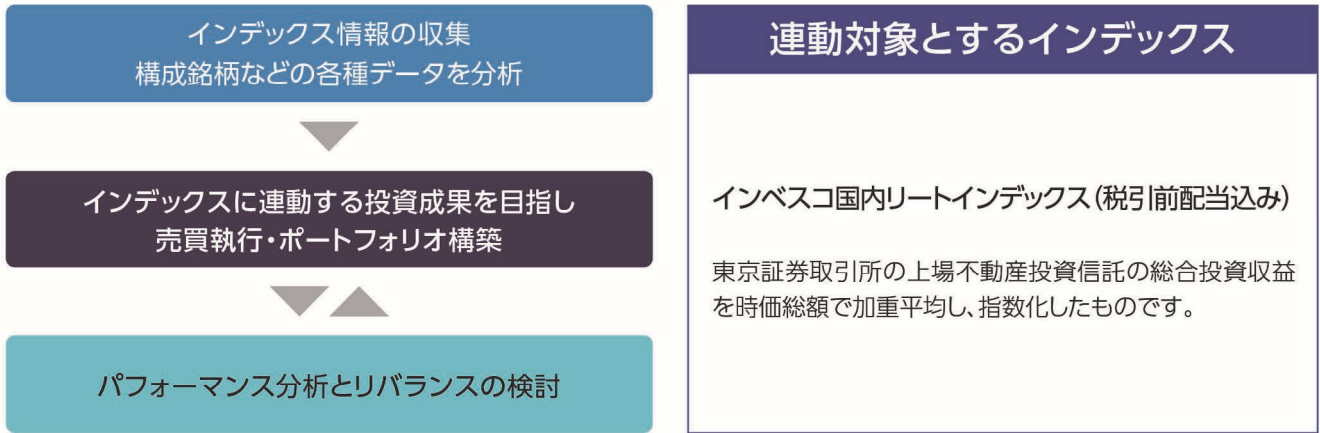 インデックス情報の収集
構成銘柄などの各種データを分析
インデックスに連動する投資成果を目指し
売買執行・ポートフォリオ構築
パフォーマンス分析とリバランスの検討
連動対象とするインデックス
インベスコ国内リートインデックス(税引前配当込み)
東京証券取引所の上場不動産投資信託の総合投資収益
を時価総額で加重平均し、指数化したものです。